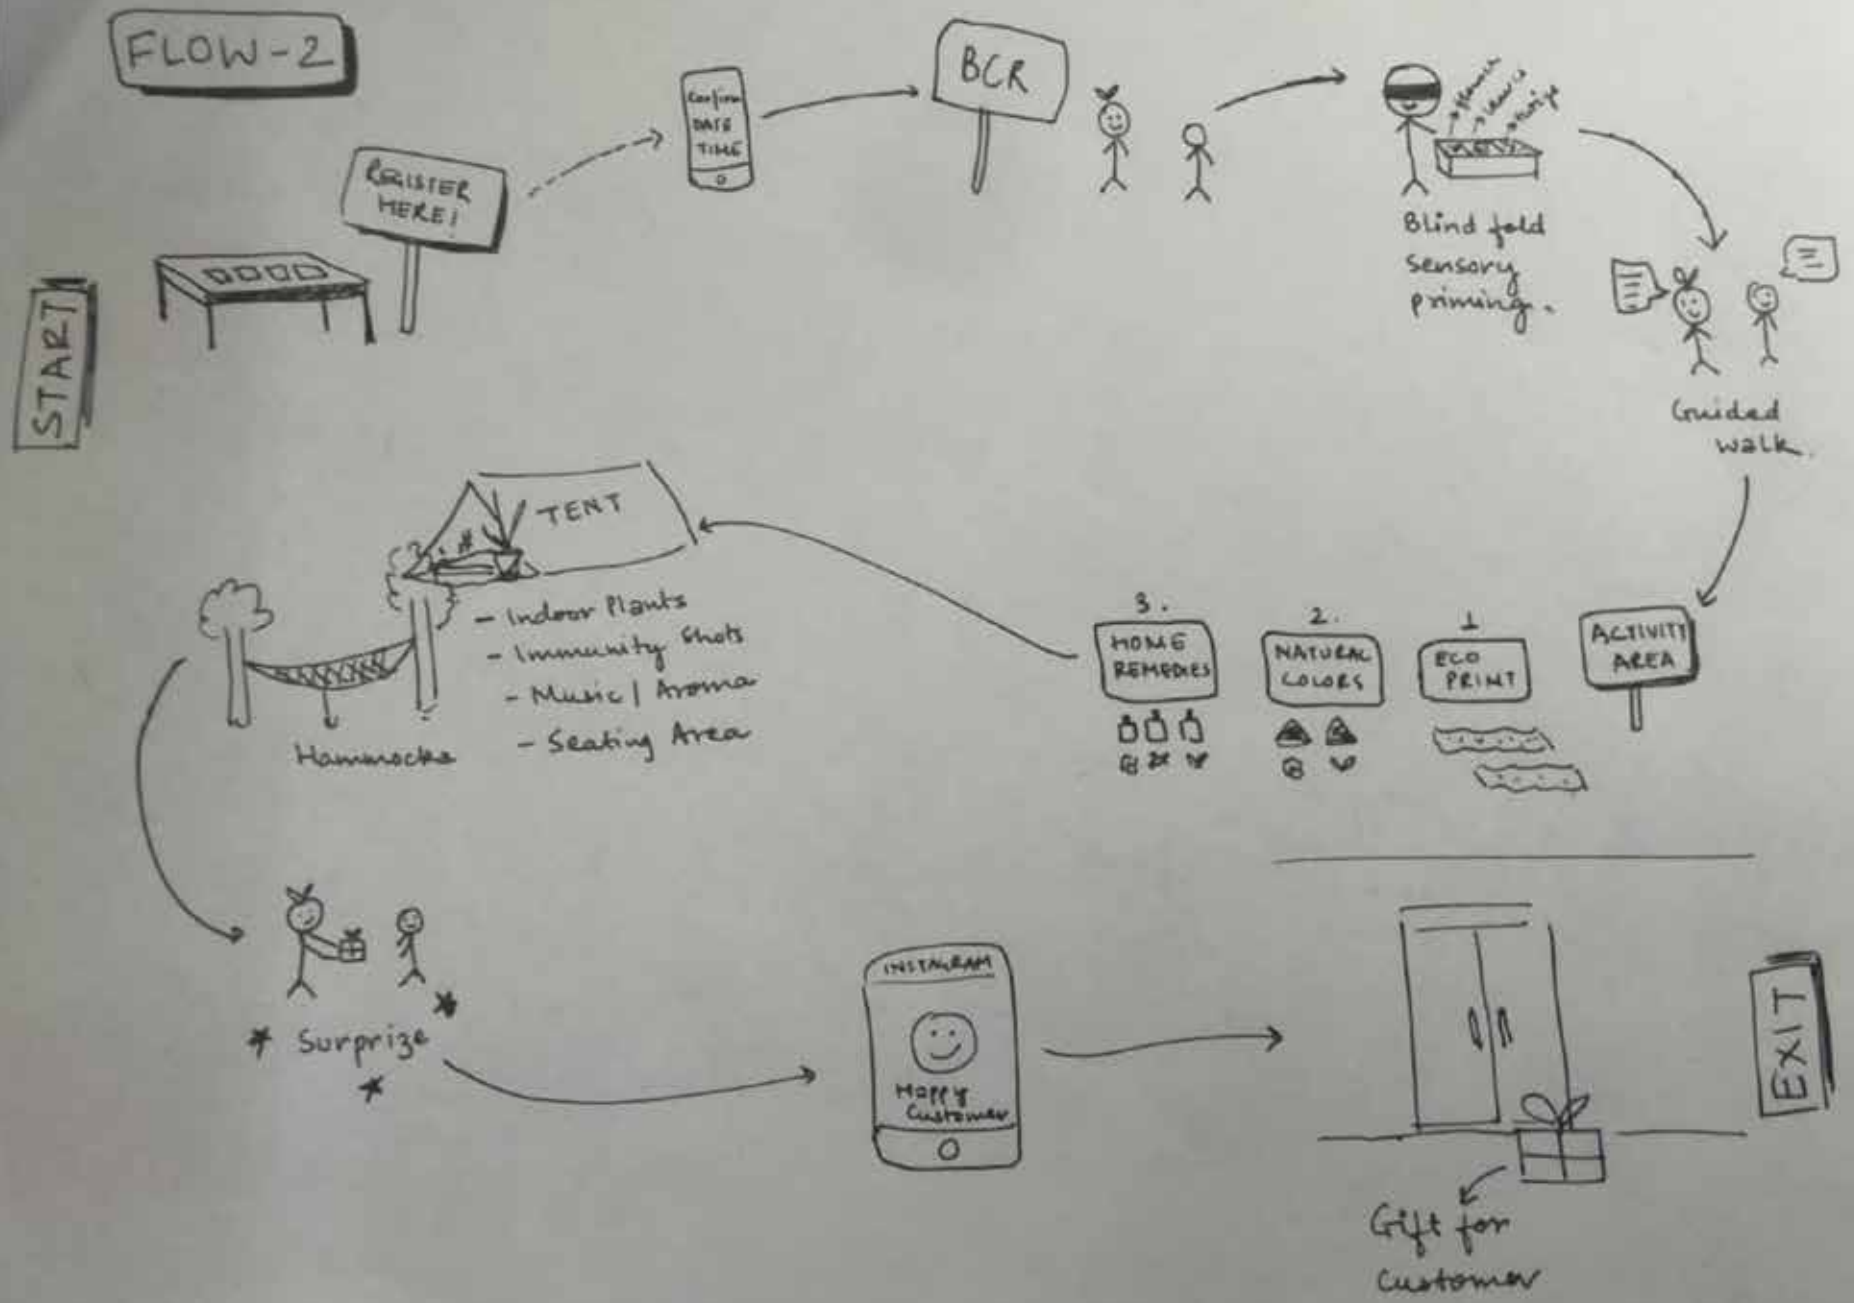 FLOW-2
START
REGISTER
HERE!
Confirm
DATE
TIME
BCR
leaves
Blind fold
sensory
priming.
Guided
walk.
ACTIVITY
AREA
1
ECO
PRINT
2.
NATURAL
COLORS
3.
HOME
REMEDIES
TENT
- Indoor Plants
- Immunity Shots
- Music | Aroma
- Seating Area
Hammocks
* Surprize *
*
INSTAGRAM
Happy
Customer
EXIT
Gift for
Customer